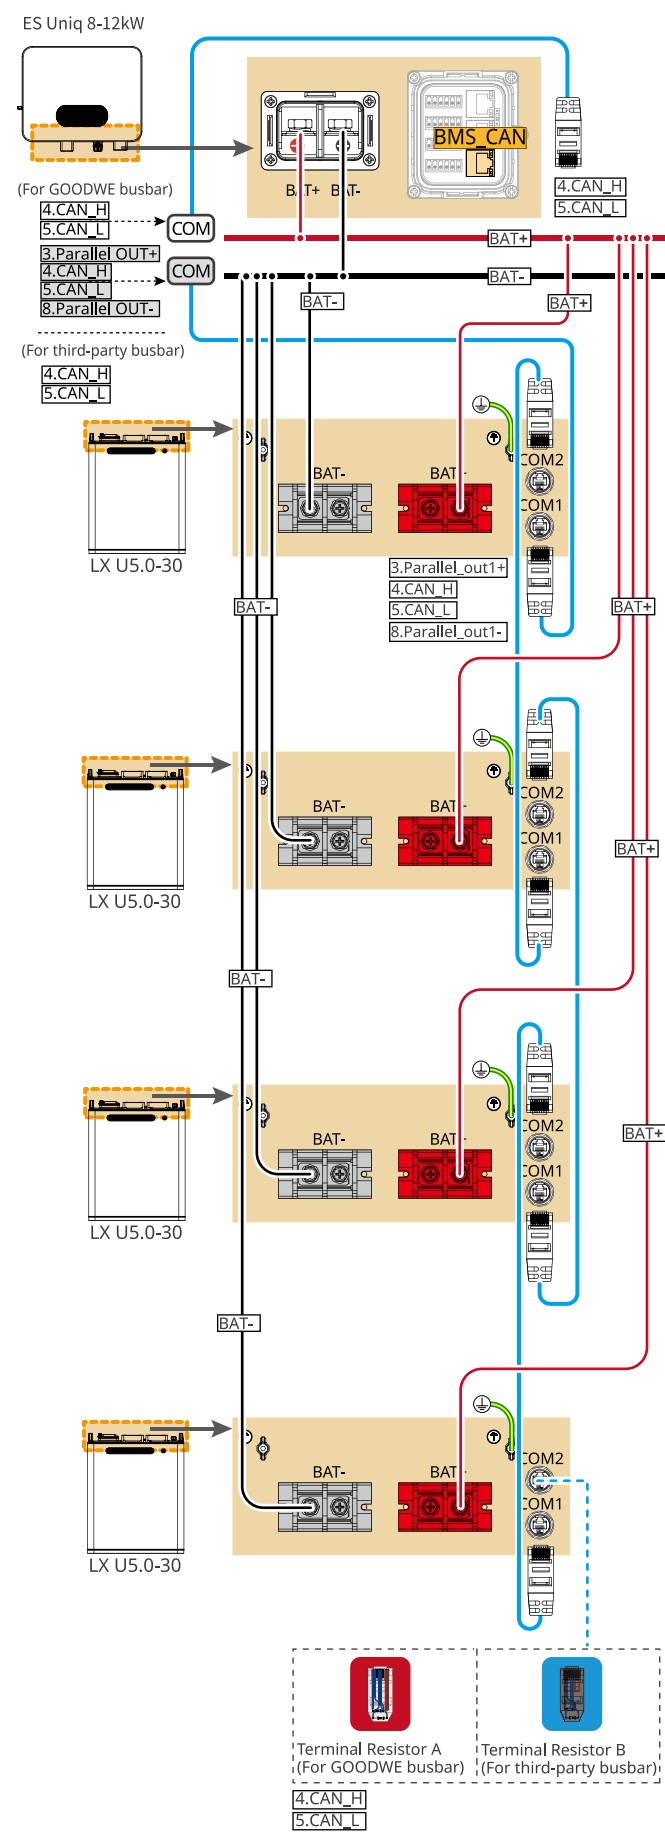 ES Uniq 8-12kW
BMS_CAN
BAT+ BAT-
4.CAN_H
5.CAN_L
(For GOODWE busbar)
4.CAN_H
5.CAN_L
COM
3.Parallel OUT+
4.CAN_H
5.CAN_L
8.Parallel OUT-
COM
BAT+
BAT-
BAT-
BAT+
(For third-party busbar)
4.CAN_H
5.CAN_L
COM2
BAT-
BAT+
COM1
LX U5.0-30
3.Parallel_out1+
4.CAN_H
5.CAN_L
8.Parallel_out1-
BAT-
BAT+
COM2
BAT-
BAT+
COM1
BAT+
LX U5.0-30
BAT-
COM2
BAT-
BAT+
BAT+
COM1
LX U5.0-30
BAT-
COM2
BAT-
BAT+
COM1
LX U5.0-30
Terminal Resistor A
(For GOODWE busbar)
Terminal Resistor B
(For third-party busbar)
4.CAN_H
5.CAN_L